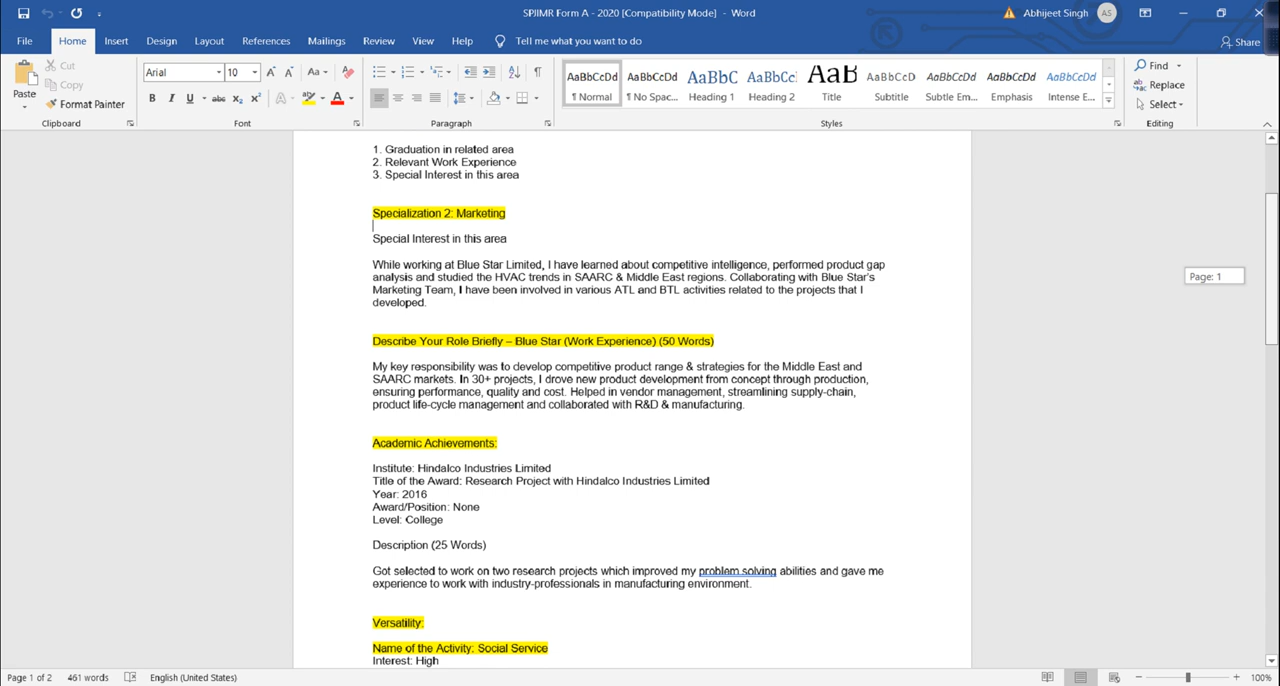 SPJIMR Form A - 2020 [Compatibility Mode] - Word
Abhijeet Singh AS
File Home Insert Design Layout References Mailings Review View Help Tell me what you want to do Share
Paste
Cut
Copy
Format Painter
Clipboard
Arial 10
Font
Paragraph
AaBbCcDd AaBbCcDd AaBbC AaBbCc AaB AaBbCcD AaBbCcDd AaBbCcDd AaBbCcDd
¶ Normal ¶ No Spac... Heading 1 Heading 2 Title Subtitle Subtle Em... Emphasis Intense E...
Styles
Find
Replace
Select
Editing
1. Graduation in related area
2. Relevant Work Experience
3. Special Interest in this area
Specialization 2: Marketing
Special Interest in this area
While working at Blue Star Limited, I have learned about competitive intelligence, performed product gap
analysis and studied the HVAC trends in SAARC & Middle East regions. Collaborating with Blue Star's
Marketing Team, I have been involved in various ATL and BTL activities related to the projects that I
developed.
Page: 1
Describe Your Role Briefly – Blue Star (Work Experience) (50 Words)
My key responsibility was to develop competitive product range & strategies for the Middle East and
SAARC markets. In 30+ projects, I drove new product development from concept through production,
ensuring performance, quality and cost. Helped in vendor management, streamlining supply-chain,
product life-cycle management and collaborated with R&D & manufacturing.
Academic Achievements:
Institute: Hindalco Industries Limited
Title of the Award: Research Project with Hindalco Industries Limited
Year: 2016
Award/Position: None
Level: College
Description (25 Words)
Got selected to work on two research projects which improved my problem solving abilities and gave me
experience to work with industry-professionals in manufacturing environment.
Versatility:
Name of the Activity: Social Service
Interest: High
Page 1 of 2 461 words English (United States) 100%